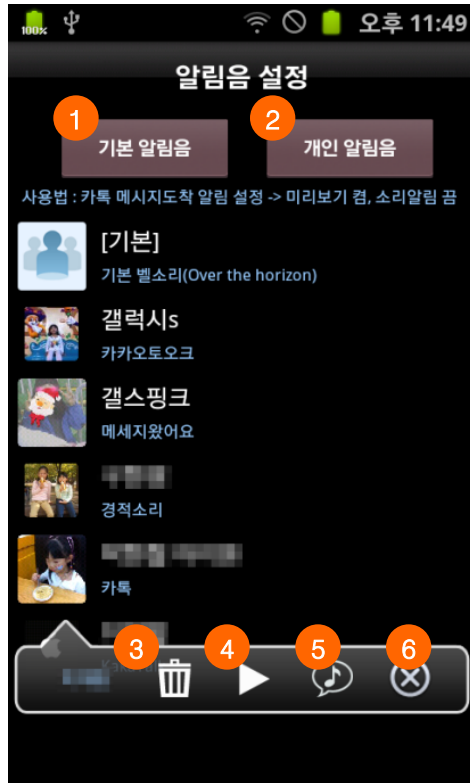 100%
오후 11:49
알림음 설정
1
2
기본 알림음
개인 알림음
사용법 : 카톡 메시지도착 알림 설정 -> 미리보기 켬, 소리알림 끔
[기본]
기본 벨소리(Over the horizon)
갤럭시s
카카오토오크
갤스핑크
메세지왔어요
경적소리
카톡
3
4
5
6